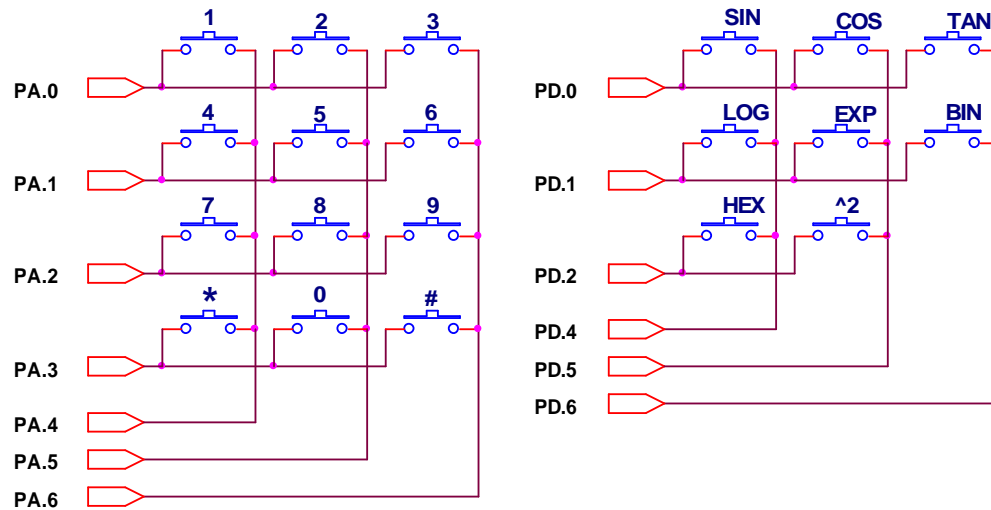 1 2 3
PA.0
4 5 6
PA.1
7 8 9
PA.2
* 0 #
PA.3
PA.4
PA.5
PA.6
SIN COS TAN
PD.0
LOG EXP BIN
PD.1
HEX ^2
PD.2
PD.4
PD.5
PD.6